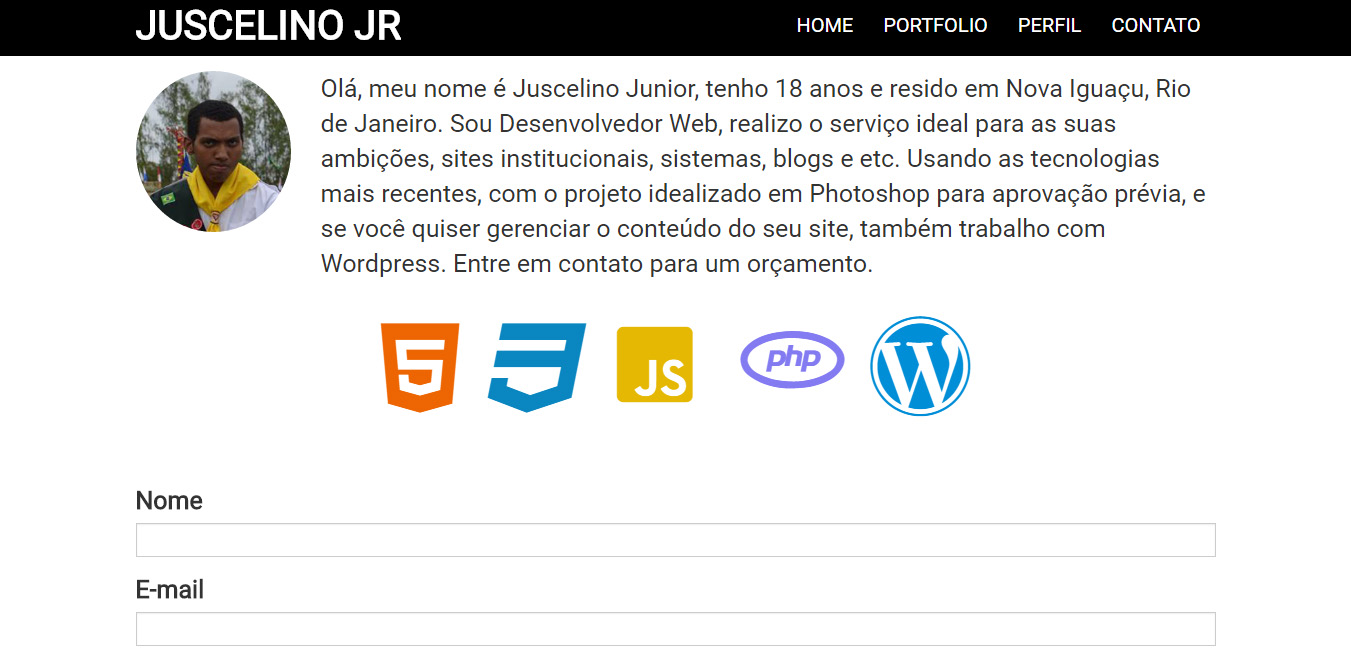 JUSCELINO JR
HOME PORTFOLIO PERFIL CONTATO
Olá, meu nome é Juscelino Junior, tenho 18 anos e resido em Nova Iguaçu, Rio
de Janeiro. Sou Desenvolvedor Web, realizo o serviço ideal para as suas
ambições, sites institucionais, sistemas, blogs e etc. Usando as tecnologias
mais recentes, com o projeto idealizado em Photoshop para aprovação prévia, e
se você quiser gerenciar o conteúdo do seu site, também trabalho com
Wordpress. Entre em contato para um orçamento.
5 JS php W
Nome
E-mail